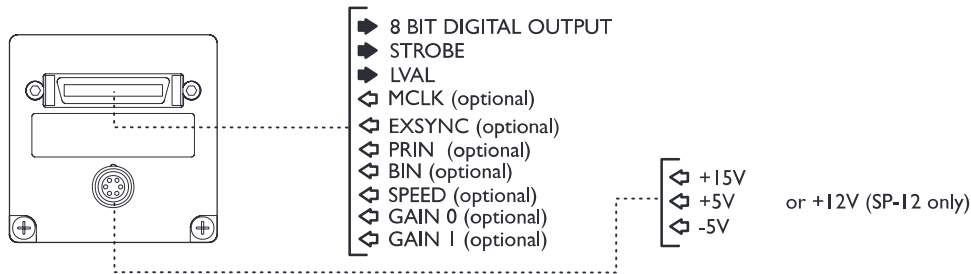 8 BIT DIGITAL OUTPUT
STROBE
LVAL
MCLK (optional)
EXSYNC (optional)
PRIN (optional)
BIN (optional)
SPEED (optional)
GAIN 0 (optional)
GAIN 1 (optional)
+15V
+5V or +12V (SP-12 only)
-5V